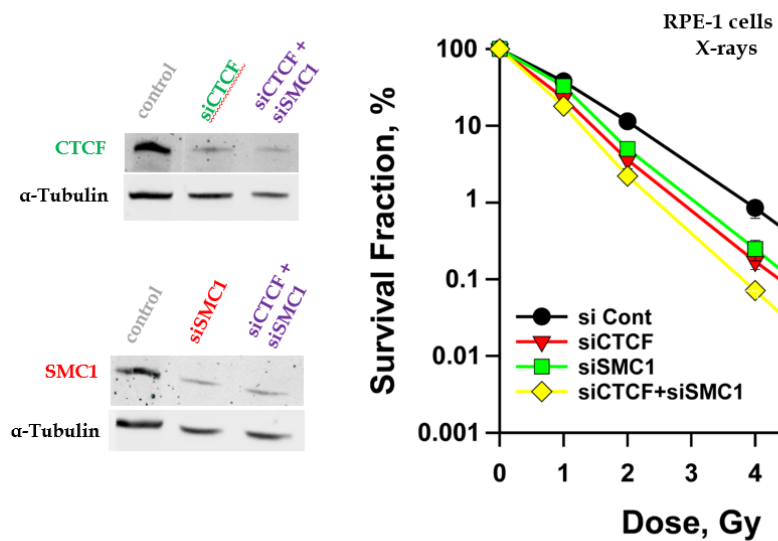 control
siCTCF
siCTCF +
siSMC1
CTCF
α-Tubulin
control
siSMC1
siCTCF +
siSMC1
SMC1
α-Tubulin
RPE-1 cells
X-rays
Survival Fraction, %
100
10
1
0.1
0.01
0.001
si Cont
siCTCF
siSMC1
siCTCF+siSMC1
0 1 2 4
Dose, Gy